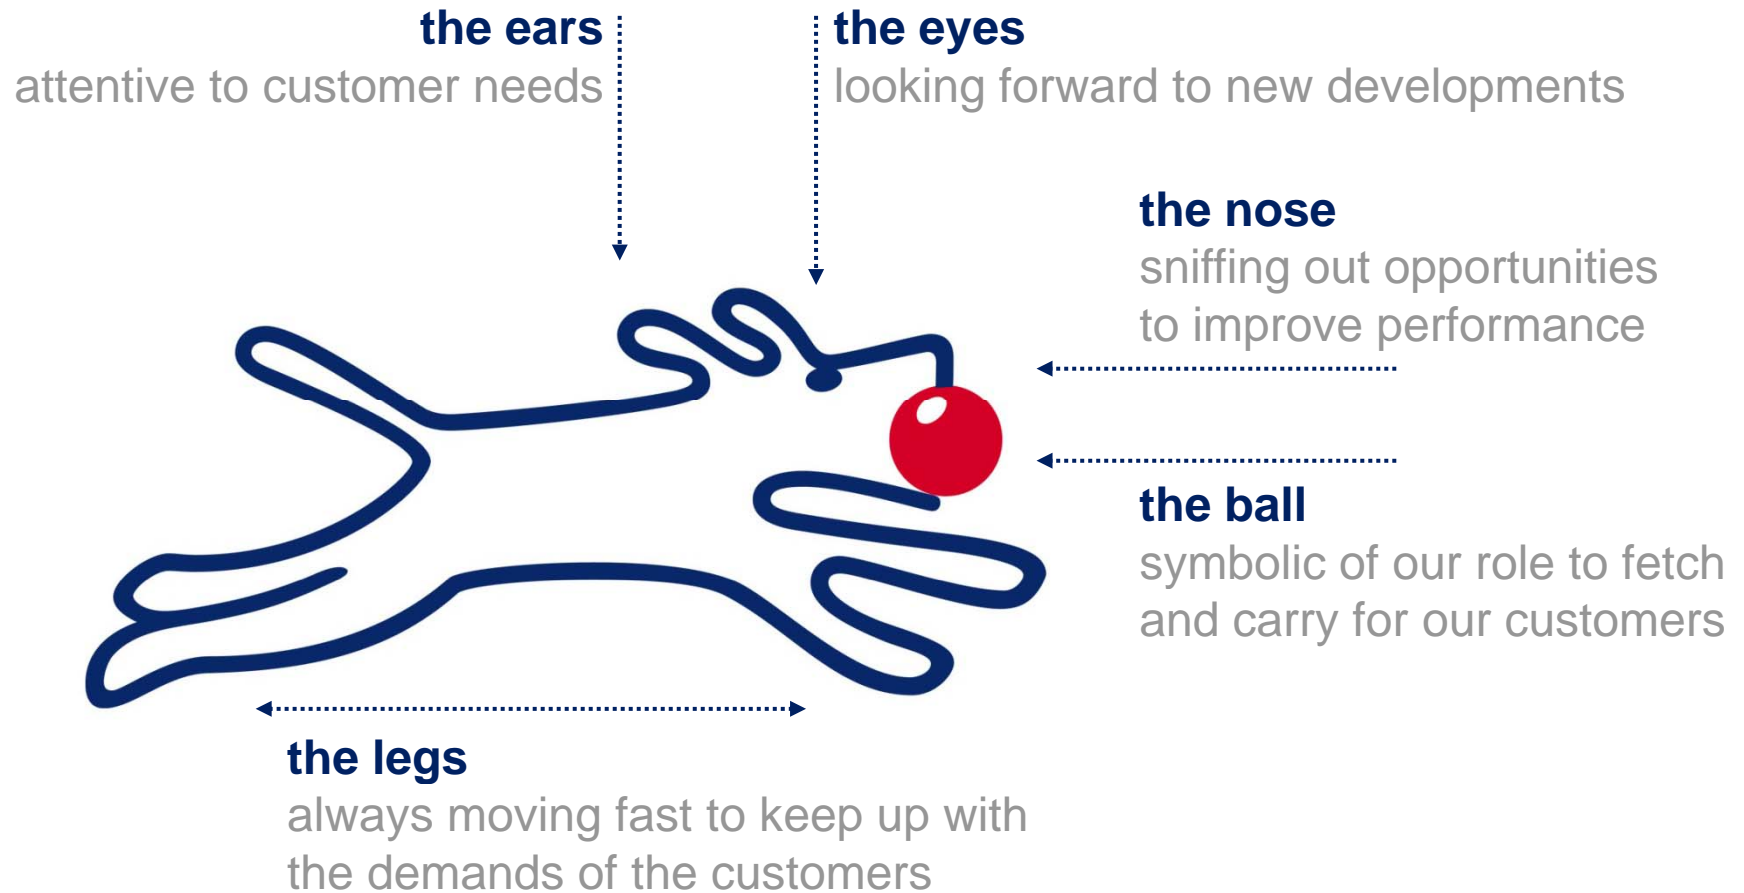 the ears
attentive to customer needs
the eyes
looking forward to new developments
the nose
sniffing out opportunities
to improve performance
the ball
symbolic of our role to fetch
and carry for our customers
the legs
always moving fast to keep up with
the demands of the customers